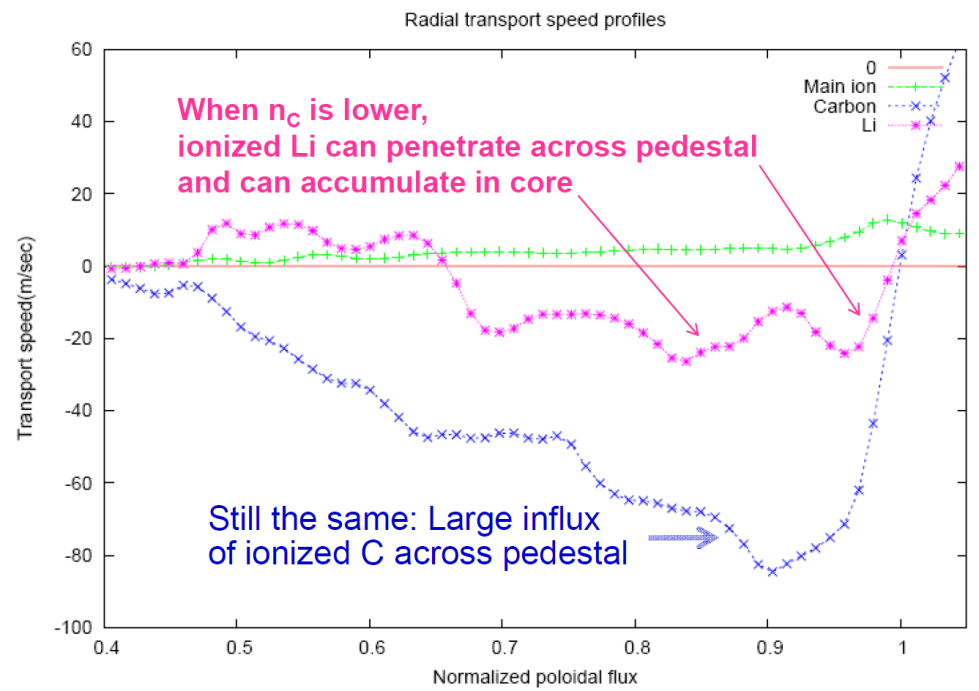 Radial transport speed profiles
60
40
20
0
-20
-40
-60
-80
-100
Transport speed(m/sec)
0
Main ion
Carbon
Li
When nC is lower,
ionized Li can penetrate across pedestal
and can accumulate in core
Still the same: Large influx
of ionized C across pedestal
0.4 0.5 0.6 0.7 0.8 0.9 1
Normalized poloidal flux